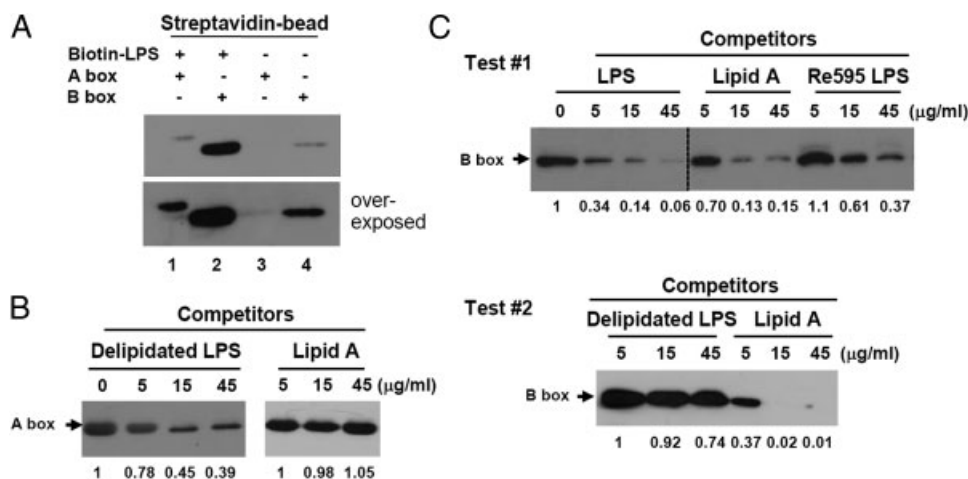 A
Streptavidin-bead
Biotin-LPS + + - -
A box + - + -
B box - + - +
over-
exposed
1 2 3 4
B
Competitors
Delipidated LPS Lipid A
0 5 15 45 5 15 45 (μg/ml)
A box
1 0.78 0.45 0.39 1 0.98 1.05
C
Competitors
Test #1
LPS Lipid A Re595 LPS
0 5 15 45 5 15 45 5 15 45 (μg/ml)
B box
1 0.34 0.14 0.06 0.70 0.13 0.15 1.1 0.61 0.37
Test #2
Competitors
Delipidated LPS Lipid A
5 15 45 5 15 45 (μg/ml)
B box
1 0.92 0.74 0.37 0.02 0.01